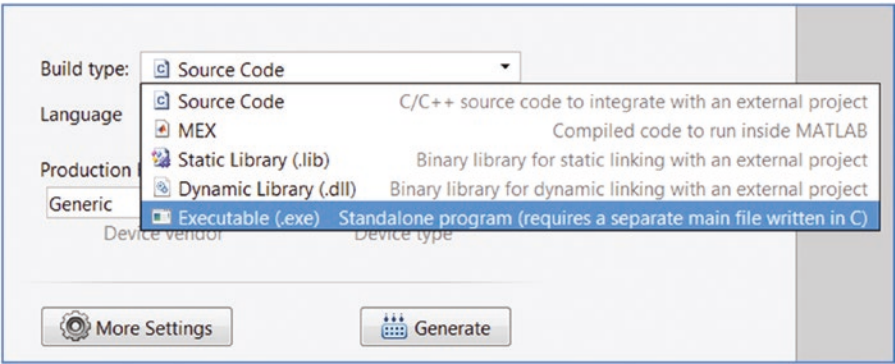 Build type: Source Code
Source Code C/C++ source code to integrate with an external project
Language
MEX Compiled code to run inside MATLAB
Static Library (.lib) Binary library for static linking with an external project
Production
Dynamic Library (.dll) Binary library for dynamic linking with an external project
Generic
Executable (.exe) Standalone program (requires a separate main file written in C)
Device vendor Device type
More Settings Generate